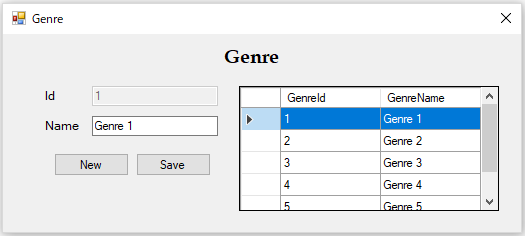 Genre
Genre
Id 1
Name Genre 1
New Save
GenreId GenreName
1 Genre 1
2 Genre 2
3 Genre 3
4 Genre 4
5 Genre 5